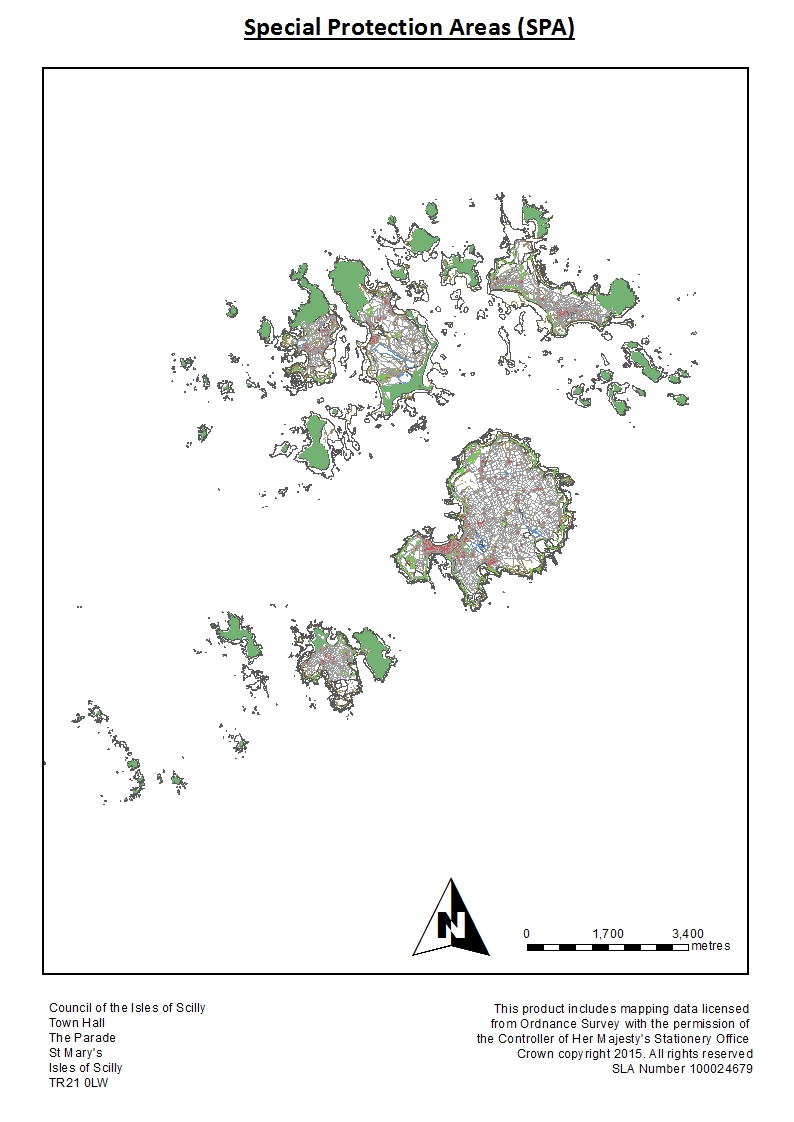 Special Protection Areas (SPA)
N
0 1,700 3,400
metres
Council of the Isles of Scilly
Town Hall
The Parade
St Mary's
Isles of Scilly
TR21 0LW
This product includes mapping data licensed
from Ordnance Survey with the permission of
the Controller of Her Majesty's Stationery Office
Crown copyright 2015. All rights reserved
SLA Number 100024679